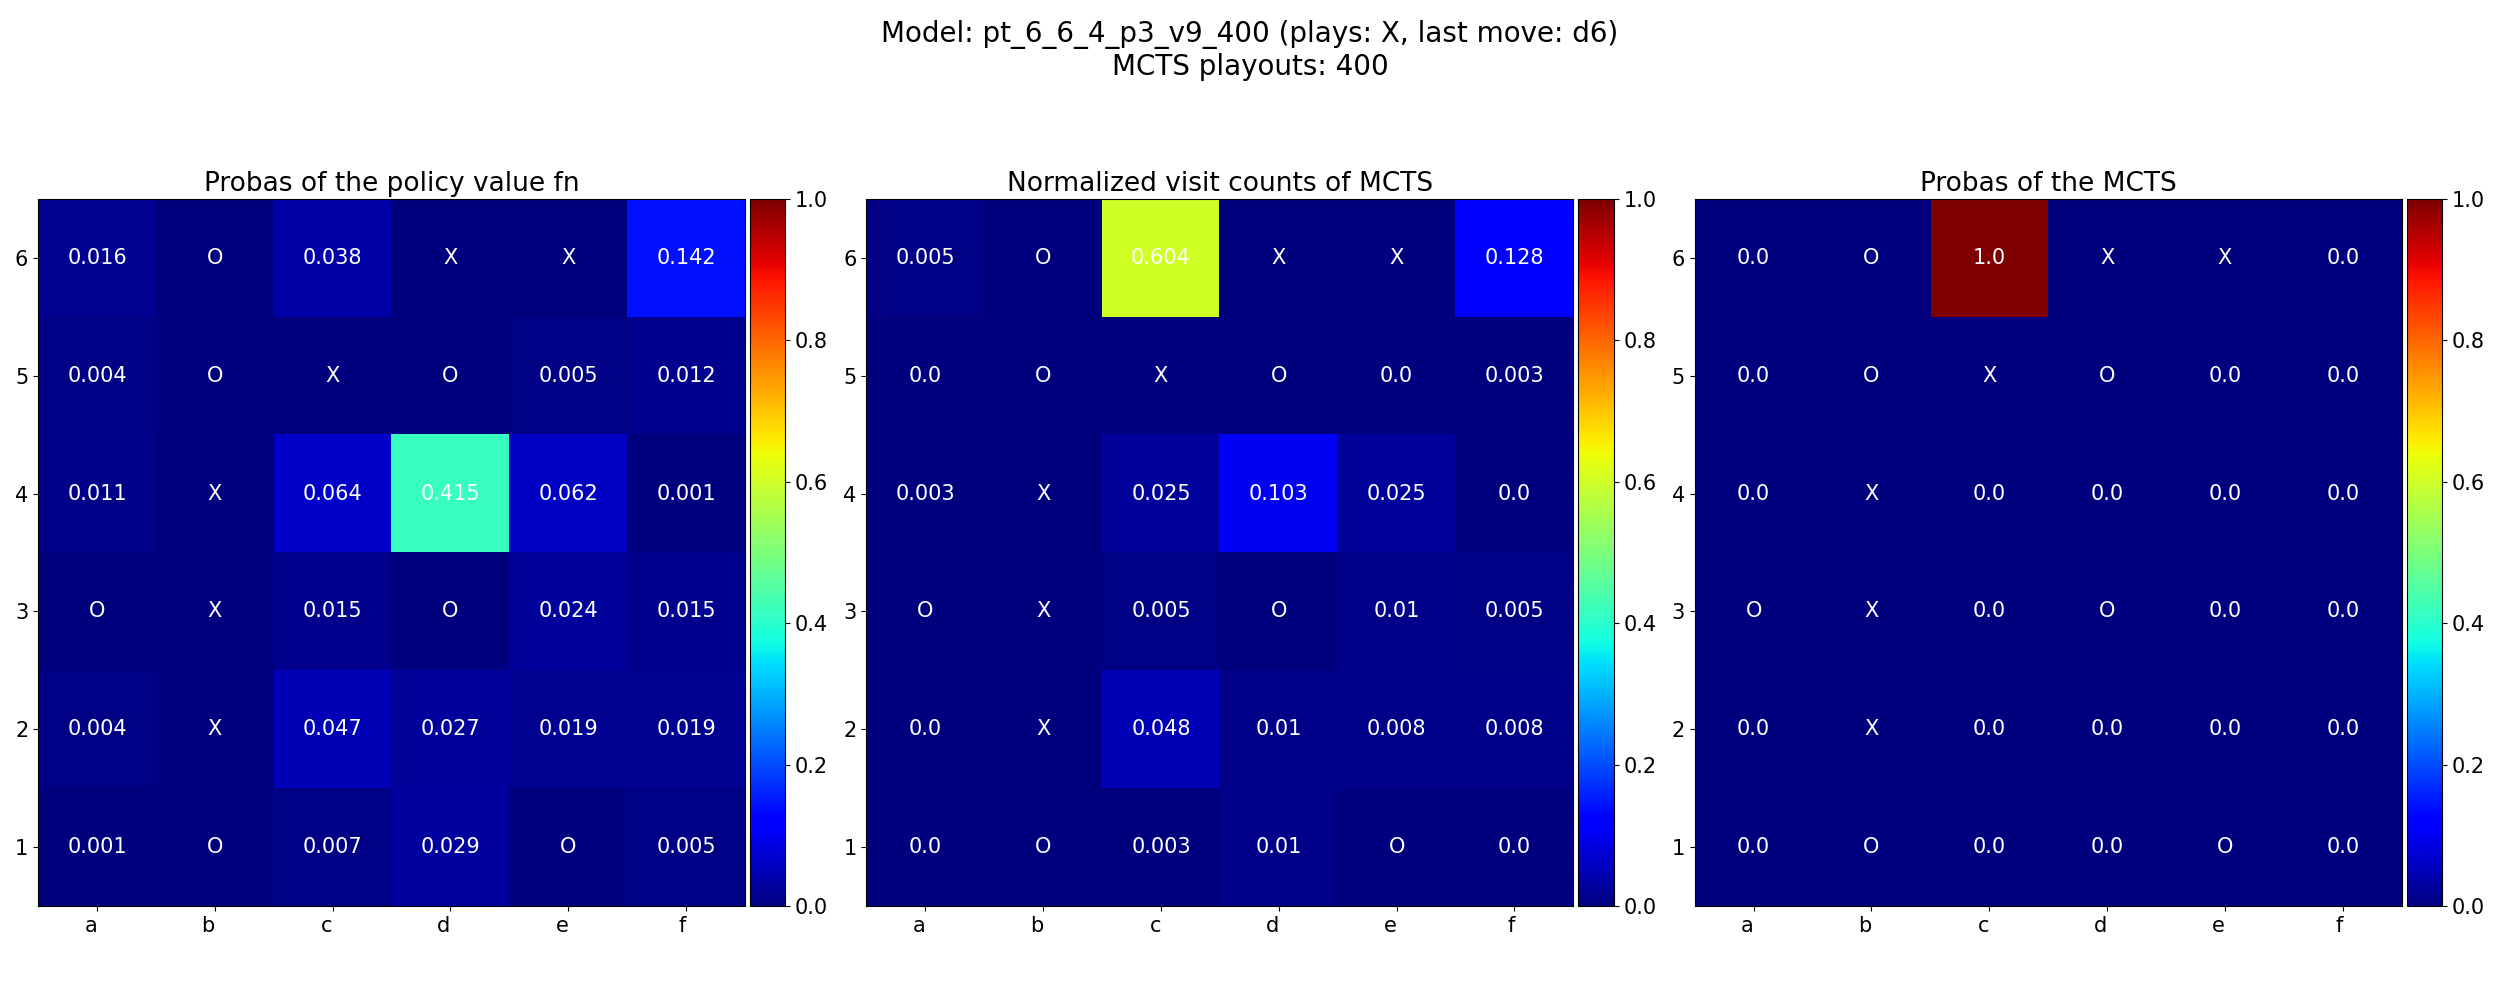 Model: pt_6_6_4_p3_v9_400 (plays: X, last move: d6)
MCTS playouts: 400
Probas of the policy value fn
6 0.016 O 0.038 X X 0.142
5 0.004 O X O 0.005 0.012
4 0.011 X 0.064 0.415 0.062 0.001
3 O X 0.015 O 0.024 0.015
2 0.004 X 0.047 0.027 0.019 0.019
1 0.001 O 0.007 0.029 O 0.005
a b c d e f
1.0
0.8
0.6
0.4
0.2
0.0
Normalized visit counts of MCTS
6 0.005 O 0.604 X X 0.128
5 0.0 O X O 0.0 0.003
4 0.003 X 0.025 0.103 0.025 0.0
3 O X 0.005 O 0.01 0.005
2 0.0 X 0.048 0.01 0.008 0.008
1 0.0 O 0.003 0.01 O 0.0
a b c d e f
1.0
0.8
0.6
0.4
0.2
0.0
Probas of the MCTS
6 0.0 O 1.0 X X 0.0
5 0.0 O X O 0.0 0.0
4 0.0 X 0.0 0.0 0.0 0.0
3 O X 0.0 O 0.0 0.0
2 0.0 X 0.0 0.0 0.0 0.0
1 0.0 O 0.0 0.0 O 0.0
a b c d e f
1.0
0.8
0.6
0.4
0.2
0.0